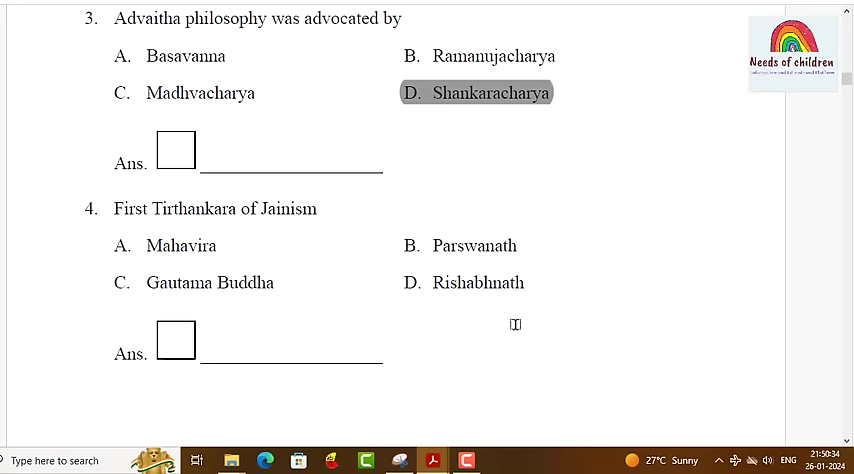 3. Advaitha philosophy was advocated by
A. Basavanna
B. Ramanujacharya
C. Madhvacharya
D. Shankaracharya
Needs of children
Ans.
4. First Tirthankara of Jainism
A. Mahavira
B. Parswanath
C. Gautama Buddha
D. Rishabhnath
Ans.
Type here to search
27°C Sunny
ENG
21:50:34
26-01-2024